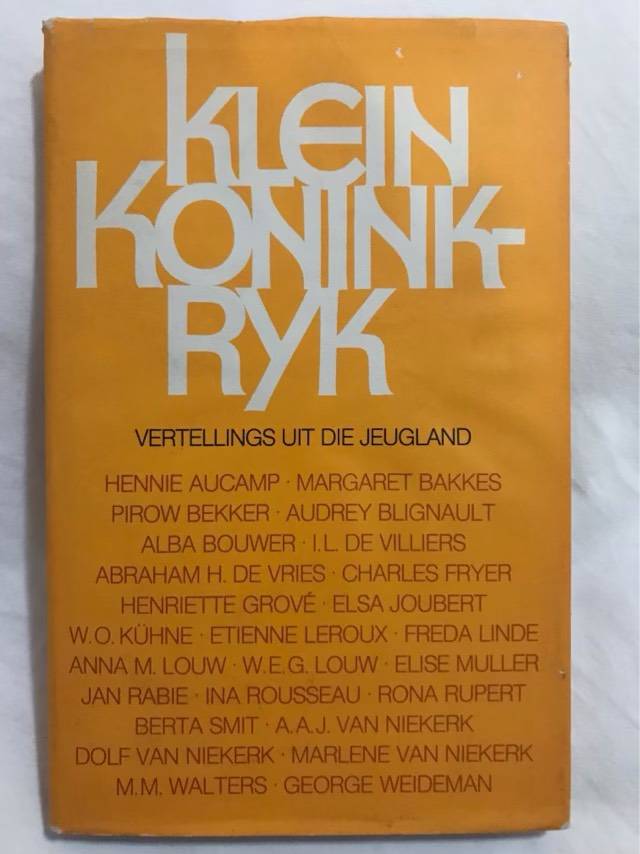 KLEIN
KONINK-
RYK
VERTELLINGS UIT DIE JEUGLAND
HENNIE AUCAMP · MARGARET BAKKES
PIROW BEKKER · AUDREY BLIGNAULT
ALBA BOUWER · I.L. DE VILLIERS
ABRAHAM H. DE VRIES · CHARLES FRYER
HENRIETTE GROVÉ · ELSA JOUBERT
W.O. KÜHNE · ETIENNE LEROUX · FREDA LINDE
ANNA M. LOUW · W.E.G. LOUW · ELISE MULLER
JAN RABIE · INA ROUSSEAU · RONA RUPERT
BERTA SMIT · A.A.J. VAN NIEKERK
DOLF VAN NIEKERK · MARLENE VAN NIEKERK
M.M. WALTERS · GEORGE WEIDEMAN